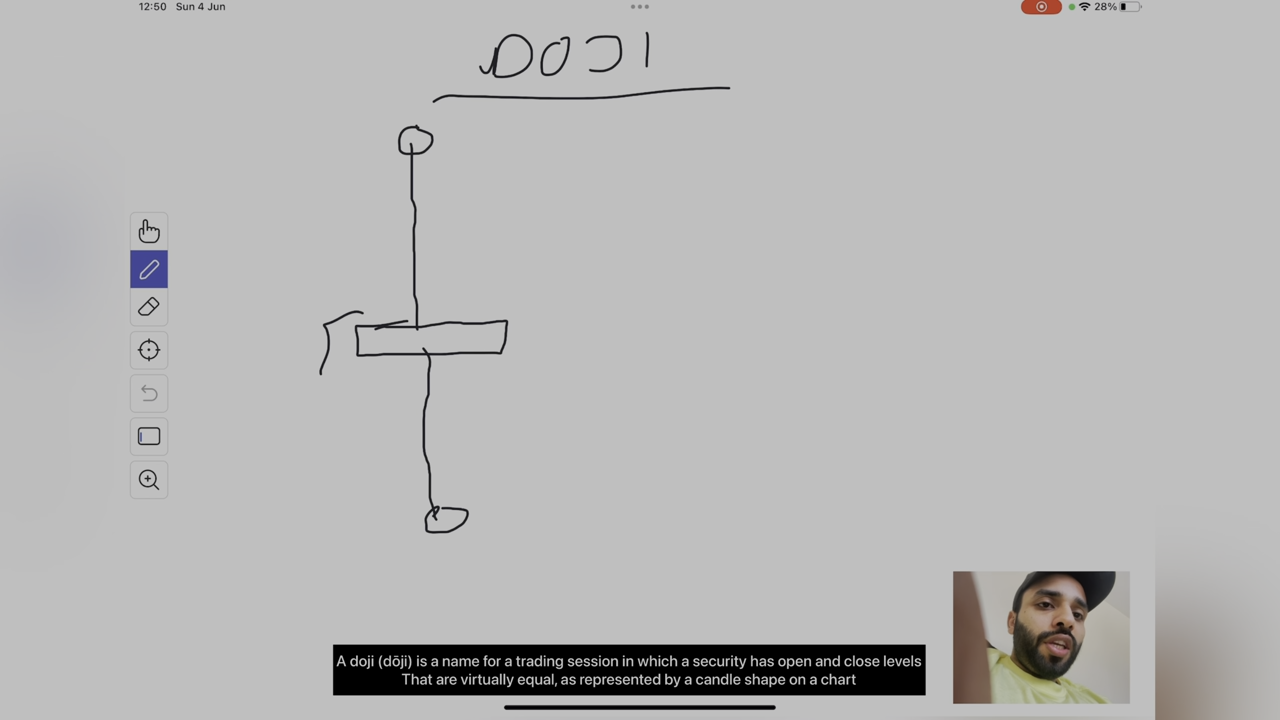 12:50 Sun 4 Jun
28%
DOJI
A doji (dōji) is a name for a trading session in which a security has open and close levels
That are virtually equal, as represented by a candle shape on a chart